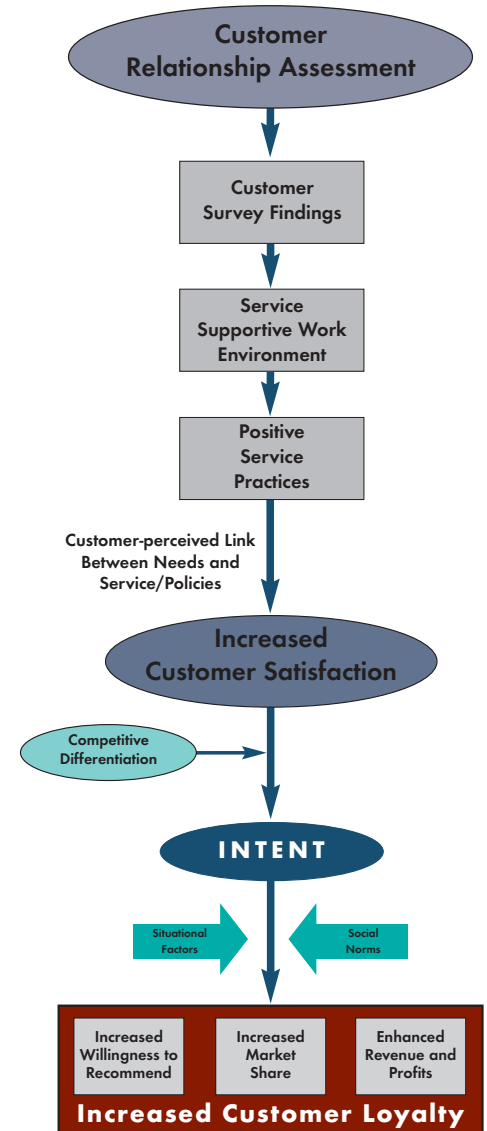 Customer
Relationship Assessment
Customer
Survey Findings
Service
Supportive Work
Environment
Positive
Service
Practices
Customer-perceived Link
Between Needs and
Service/Policies
Increased
Customer Satisfaction
Competitive
Differentiation
INTENT
Situational
Factors
Social
Norms
Increased
Willingness to
Recommend
Increased
Market
Share
Enhanced
Revenue and
Profits
Increased Customer Loyalty